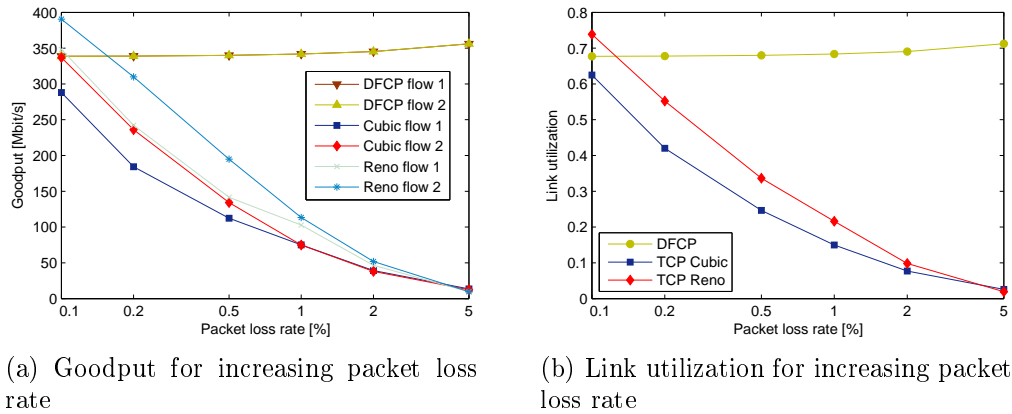 400
350
300
250
200
150
100
50
0
0.1 0.2 0.5 1 2 5
Goodput [Mbit/s]
Packet loss rate [%]
DFCP flow 1
DFCP flow 2
Cubic flow 1
Cubic flow 2
Reno flow 1
Reno flow 2
(a) Goodput for increasing packet loss
rate
0.8
0.7
0.6
0.5
0.4
0.3
0.2
0.1
0
0.1 0.2 0.5 1 2 5
Link utilization
Packet loss rate [%]
DFCP
TCP Cubic
TCP Reno
(b) Link utilization for increasing packet
loss rate